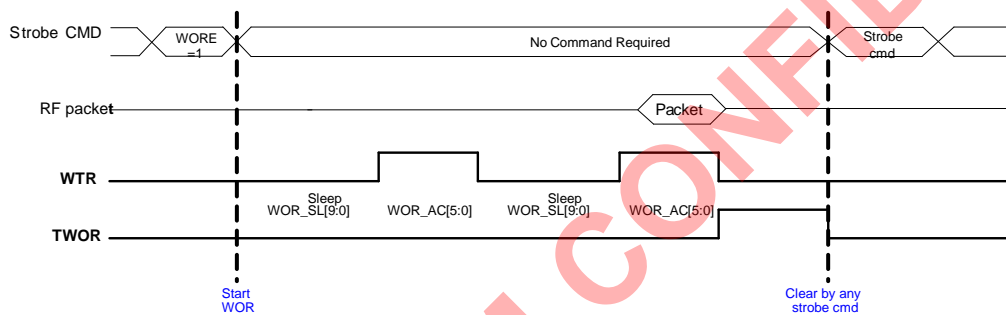 Strobe CMD
WORE
=1
No Command Required
Strobe
cmd
RF packet
Packet
WTR
Sleep
WOR_SL[9:0]
WOR_AC[5:0]
Sleep
WOR_SL[9:0]
WOR_AC[5:0]
TWOR
Start
WOR
Clear by any
strobe cmd